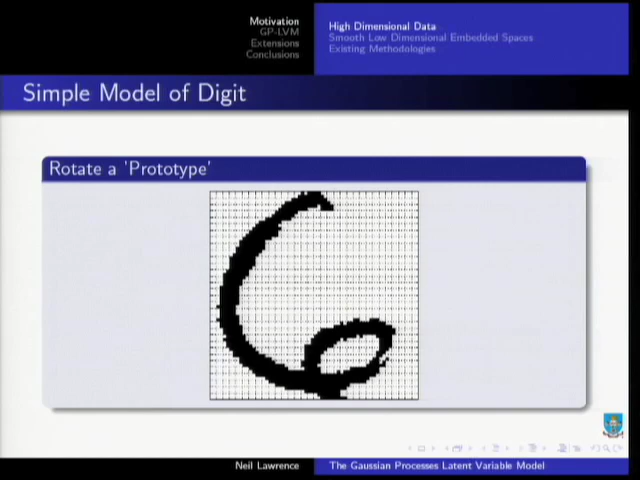 Motivation
GP-LVM
Extensions
Conclusions
High Dimensional Data
Smooth Low Dimensional Embedded Spaces
Existing Methodologies
Simple Model of Digit
Rotate a 'Prototype'
Neil Lawrence
The Gaussian Processes Latent Variable Model